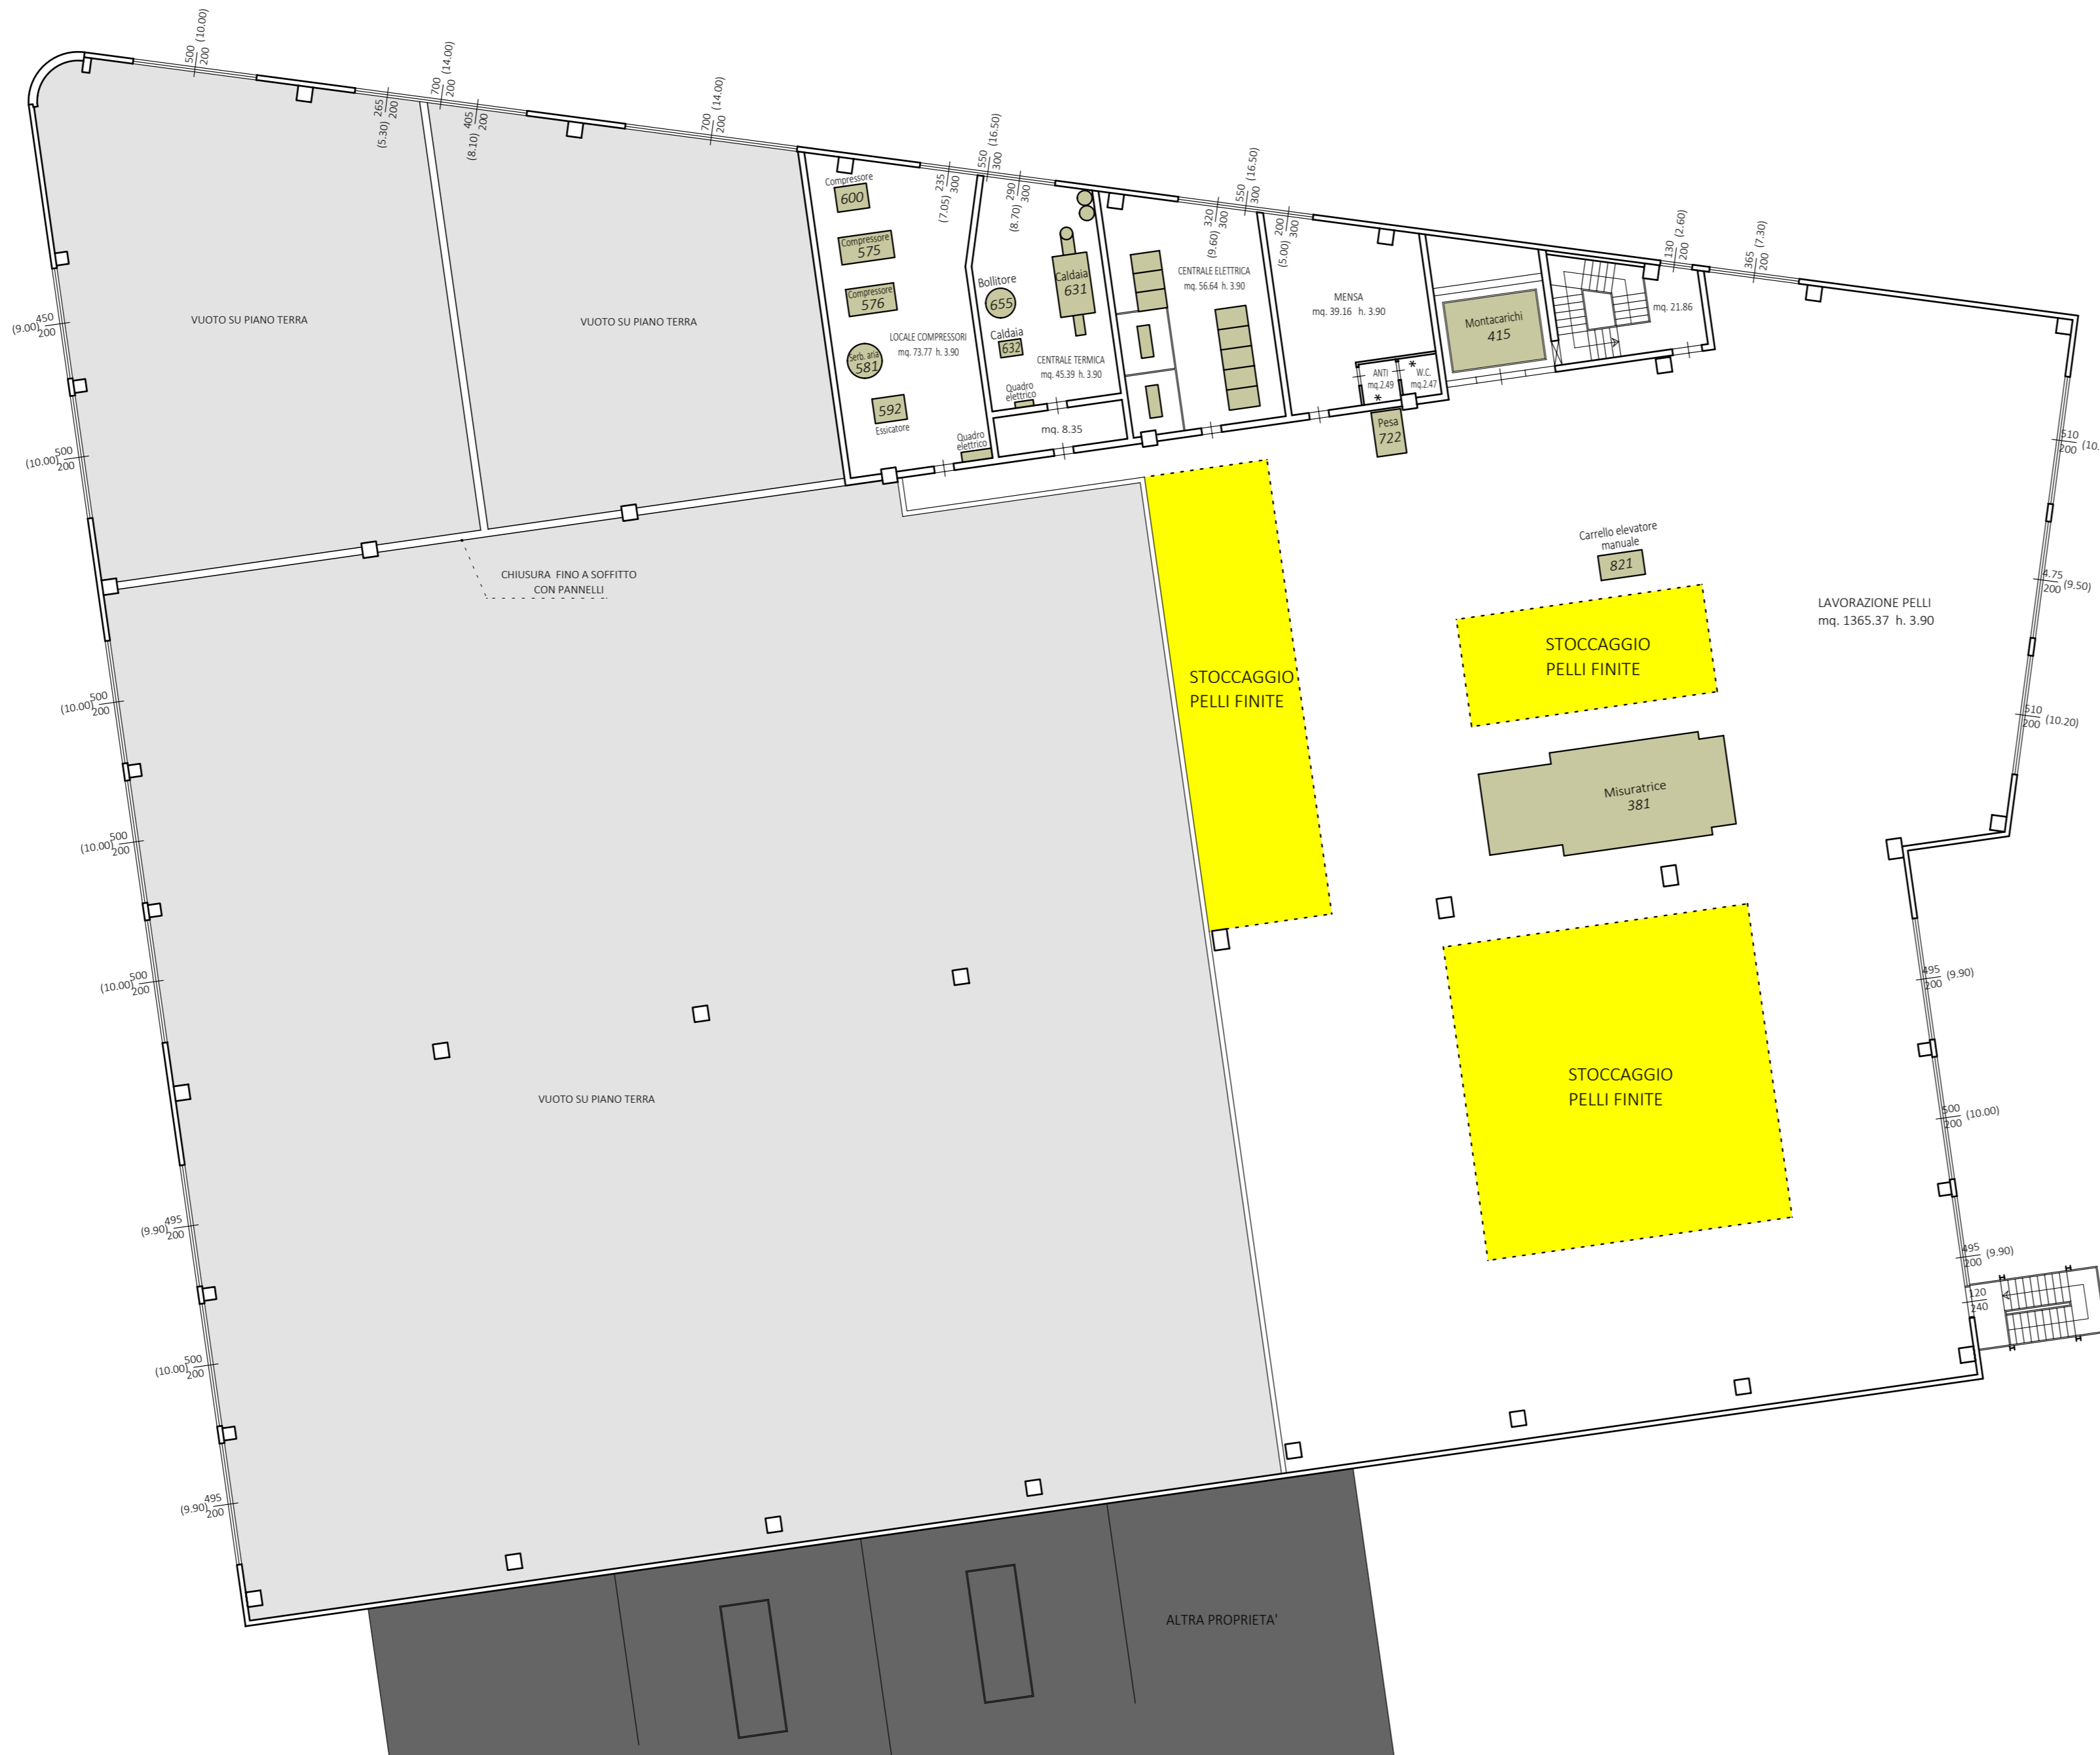 500 (10.00)
200
700 (14.00)
200
265
(5.30) 200
405
(8.10) 200
700 (14.00)
200
550 (16.50)
300
235
(7.05) 300
290
(8.70) 300
550 (16.50)
300
320
(9.60) 300
200
(5.00) 300
130 (2.60)
200
365 (7.30)
200
Compressore
600
Compressore
575
Compressore
576
Serb. aria
581
592
Essicatore
LOCALE COMPRESSORI
mq. 73.77 h. 3.90
Quadro
elettrico
Bollitore
655
Caldaia
631
Caldaia
632
CENTRALE TERMICA
mq. 45.39 h. 3.90
Quadro
elettrico
mq. 8.35
CENTRALE ELETTRICA
mq. 56.64 h. 3.90
MENSA
mq. 39.16 h. 3.90
ANTI
mq.2.49
*
* W.C.
mq.2.47
Montacarichi
415
mq. 21.86
Pesa
722
VUOTO SU PIANO TERRA
VUOTO SU PIANO TERRA
450
(9.00) 200
500
(10.00) 200
CHIUSURA FINO A SOFFITTO
CON PANNELLI
Carrello elevatore
manuale
821
LAVORAZIONE PELLI
mq. 1365.37 h. 3.90
STOCCAGGIO
PELLI FINITE
STOCCAGGIO
PELLI FINITE
Misuratrice
381
510
200 (10.
4.75
200 (9.50)
510
200 (10.20)
500
(10.00) 200
500
(10.00) 200
500
(10.00) 200
495
200 (9.90)
STOCCAGGIO
PELLI FINITE
VUOTO SU PIANO TERRA
500
200 (10.00)
495
(9.90) 200
495
200 (9.90)
120
240
500
(10.00) 200
495
(9.90) 200
ALTRA PROPRIETA'